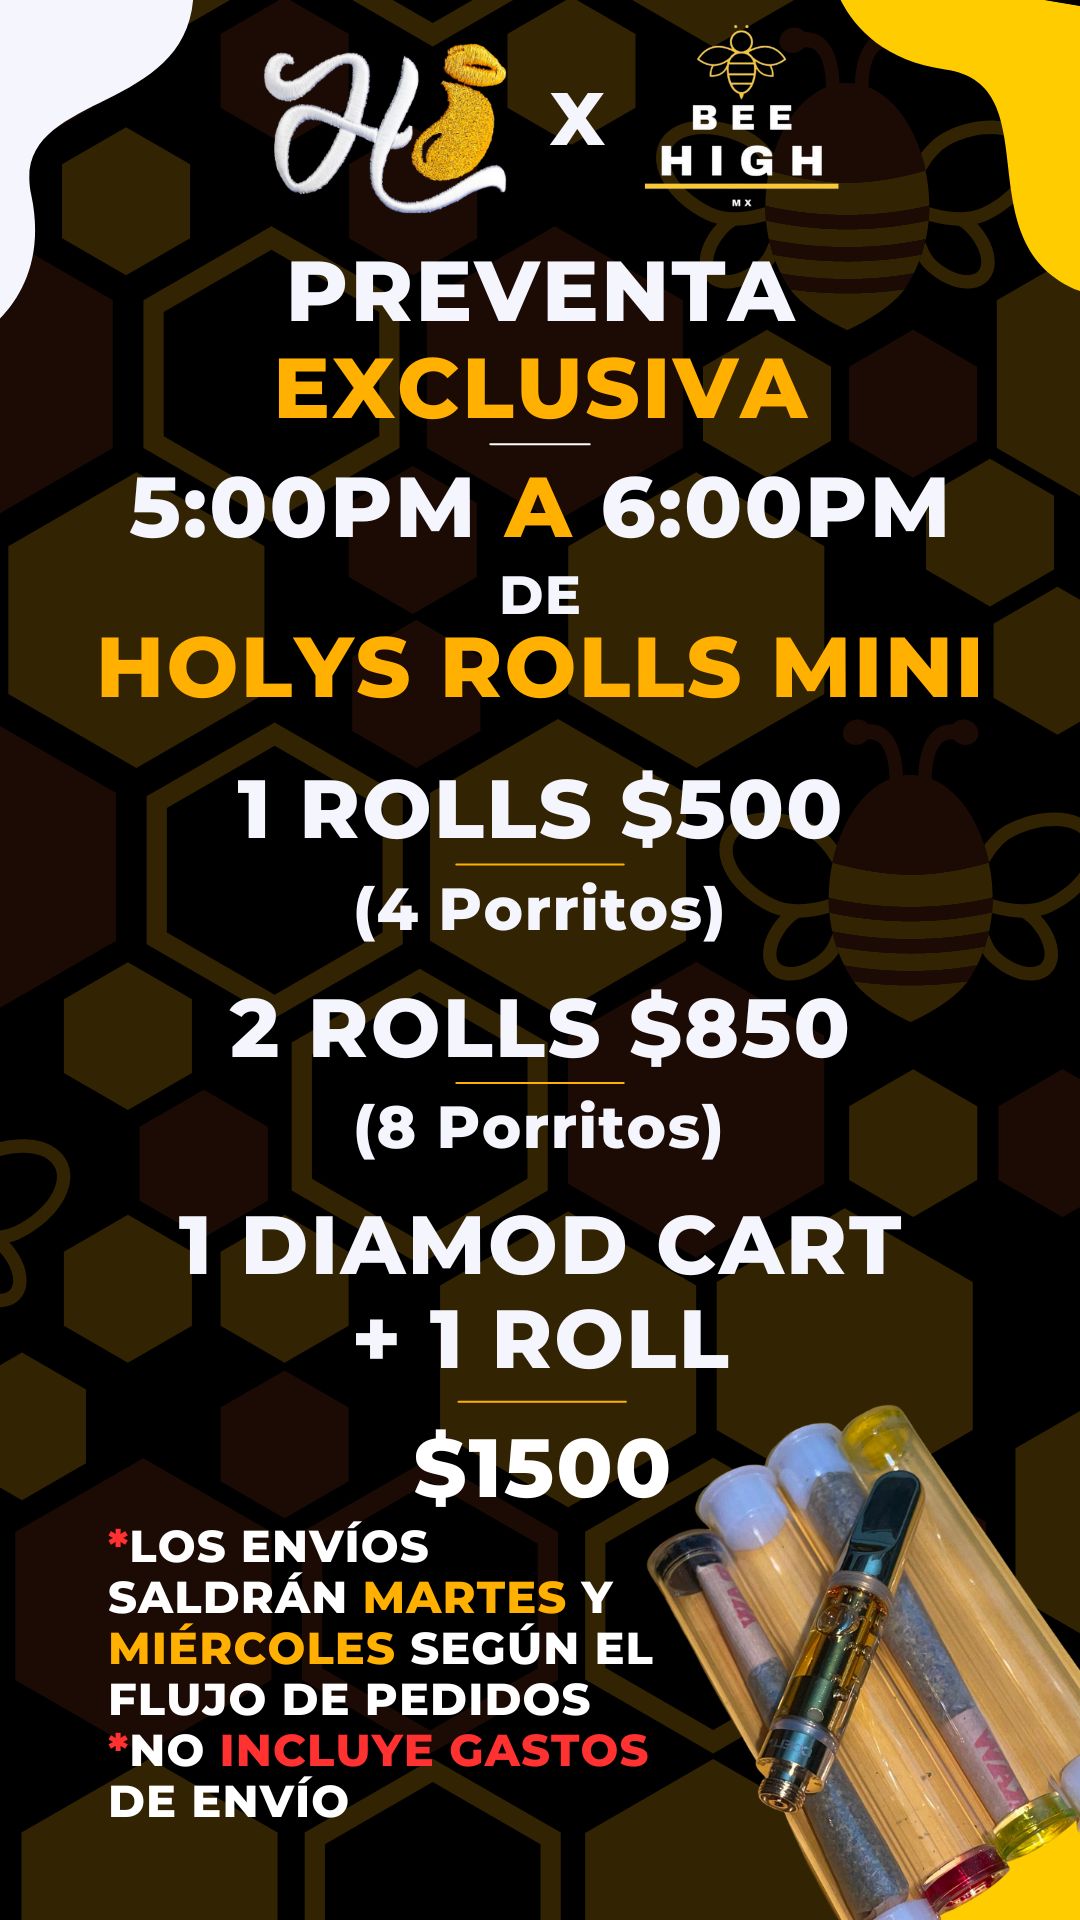 Hi
X
BEE
HIGH
MX
PREVENTA
EXCLUSIVA
5:00PM A 6:00PM
DE
HOLYS ROLLS MINI
1 ROLLS $500
(4 Porritos)
2 ROLLS $850
(8 Porritos)
1 DIAMOD CART
+ 1 ROLL
$1500
*LOS ENVÍOS
SALDRÁN MARTES Y
MIÉRCOLES SEGÚN EL
FLUJO DE PEDIDOS
*NO INCLUYE GASTOS
DE ENVÍO